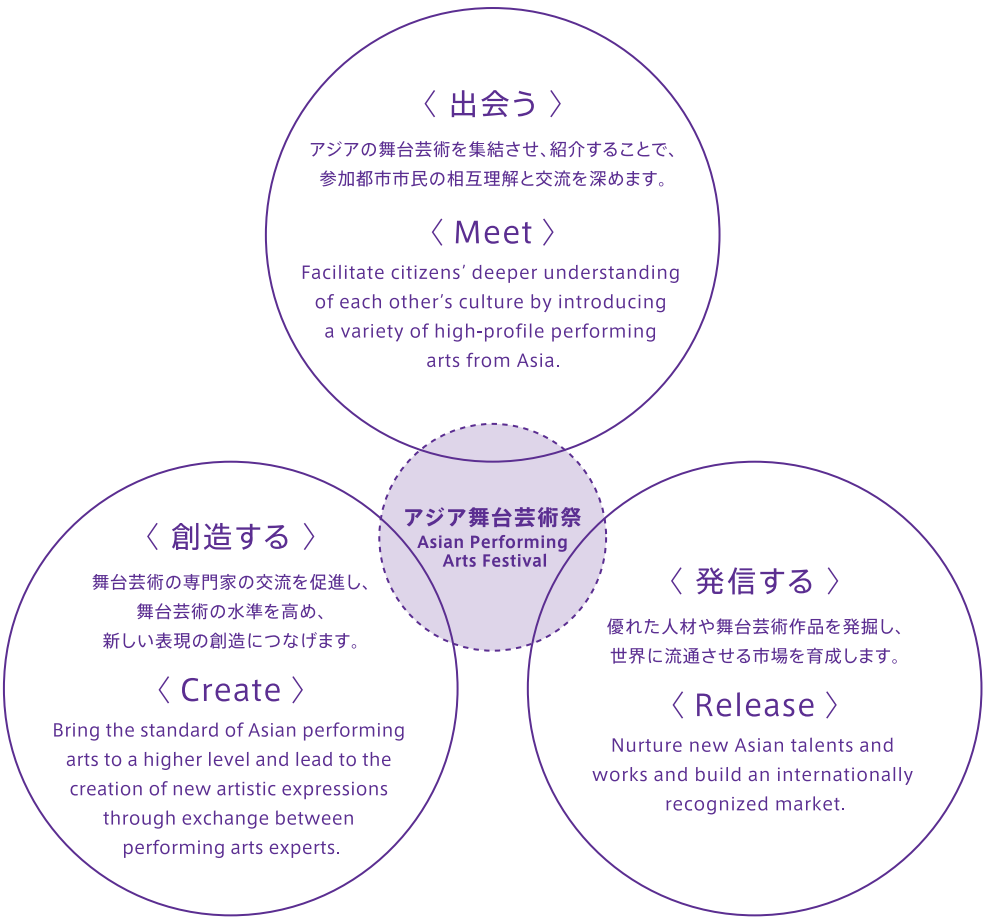 〈 出会う 〉
アジアの舞台芸術を集結させ、紹介することで、
参加都市市民の相互理解と交流を深めます。
〈 Meet 〉
Facilitate citizens’ deeper understanding
of each other’s culture by introducing
a variety of high-profile performing
arts from Asia.
アジア舞台芸術祭
Asian Performing
Arts Festival
〈 創造する 〉
舞台芸術の専門家の交流を促進し、
舞台芸術の水準を高め、
新しい表現の創造につなげます。
〈 Create 〉
Bring the standard of Asian performing
arts to a higher level and lead to the
creation of new artistic expressions
through exchange between
performing arts experts.
〈 発信する 〉
優れた人材や舞台芸術作品を発掘し、
世界に流通させる市場を育成します。
〈 Release 〉
Nurture new Asian talents and
works and build an internationally
recognized market.